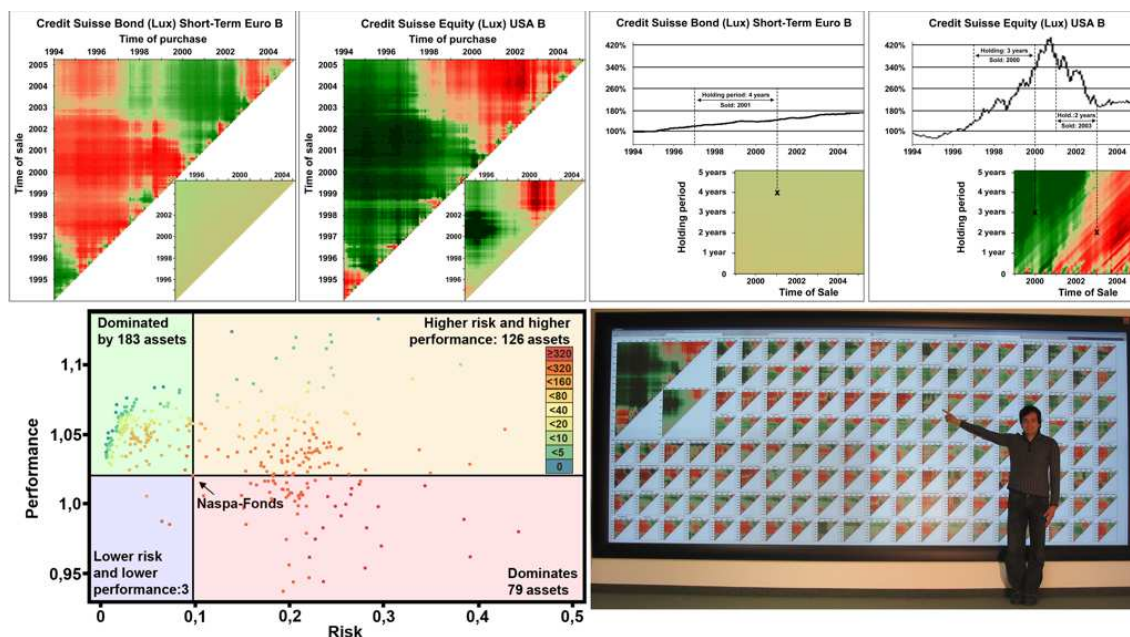 Credit Suisse Bond (Lux) Short-Term Euro B
Time of purchase
1994 1996 1998 2000 2002 2004
Time of sale
2005
2004
2003
2002
2001
2000
1999
1998
1997
1996
1995
1994 1996 1998 2000 2002 2004
2002
2000
1998
1996
Credit Suisse Equity (Lux) USA B
Time of purchase
1994 1996 1998 2000 2002 2004
Time of sale
2005
2004
2003
2002
2001
2000
1999
1998
1997
1996
1995
1994 1996 1998 2000 2002 2004
2002
2000
1998
1996
Credit Suisse Bond (Lux) Short-Term Euro B
420%
340%
260%
180%
100%
Holding period: 4 years
Sold: 2001
1994 1996 1998 2000 2002 2004
Holding period
5 years
4 years
3 years
2 years
1 year
0
2000 2002 2004
Time of Sale
Credit Suisse Equity (Lux) USA B
420%
340%
260%
180%
100%
Holding: 3 years
Sold: 2000
Hold.:2 years
Sold: 2003
1994 1996 1998 2000 2002 2004
Holding period
5 years
4 years
3 years
2 years
1 year
0
2000 2002 2004
Time of Sale
Dominated
by 183 assets
Higher risk and higher
performance: 126 assets
≥320
<320
<160
<80
<40
<20
<10
<5
0
Performance
1,1
1,05
1,0
0,95
Naspa-Fonds
Lower risk
and lower
performance:3
Dominates
79 assets
0 0,1 0,2 0,3 0,4 0,5
Risk